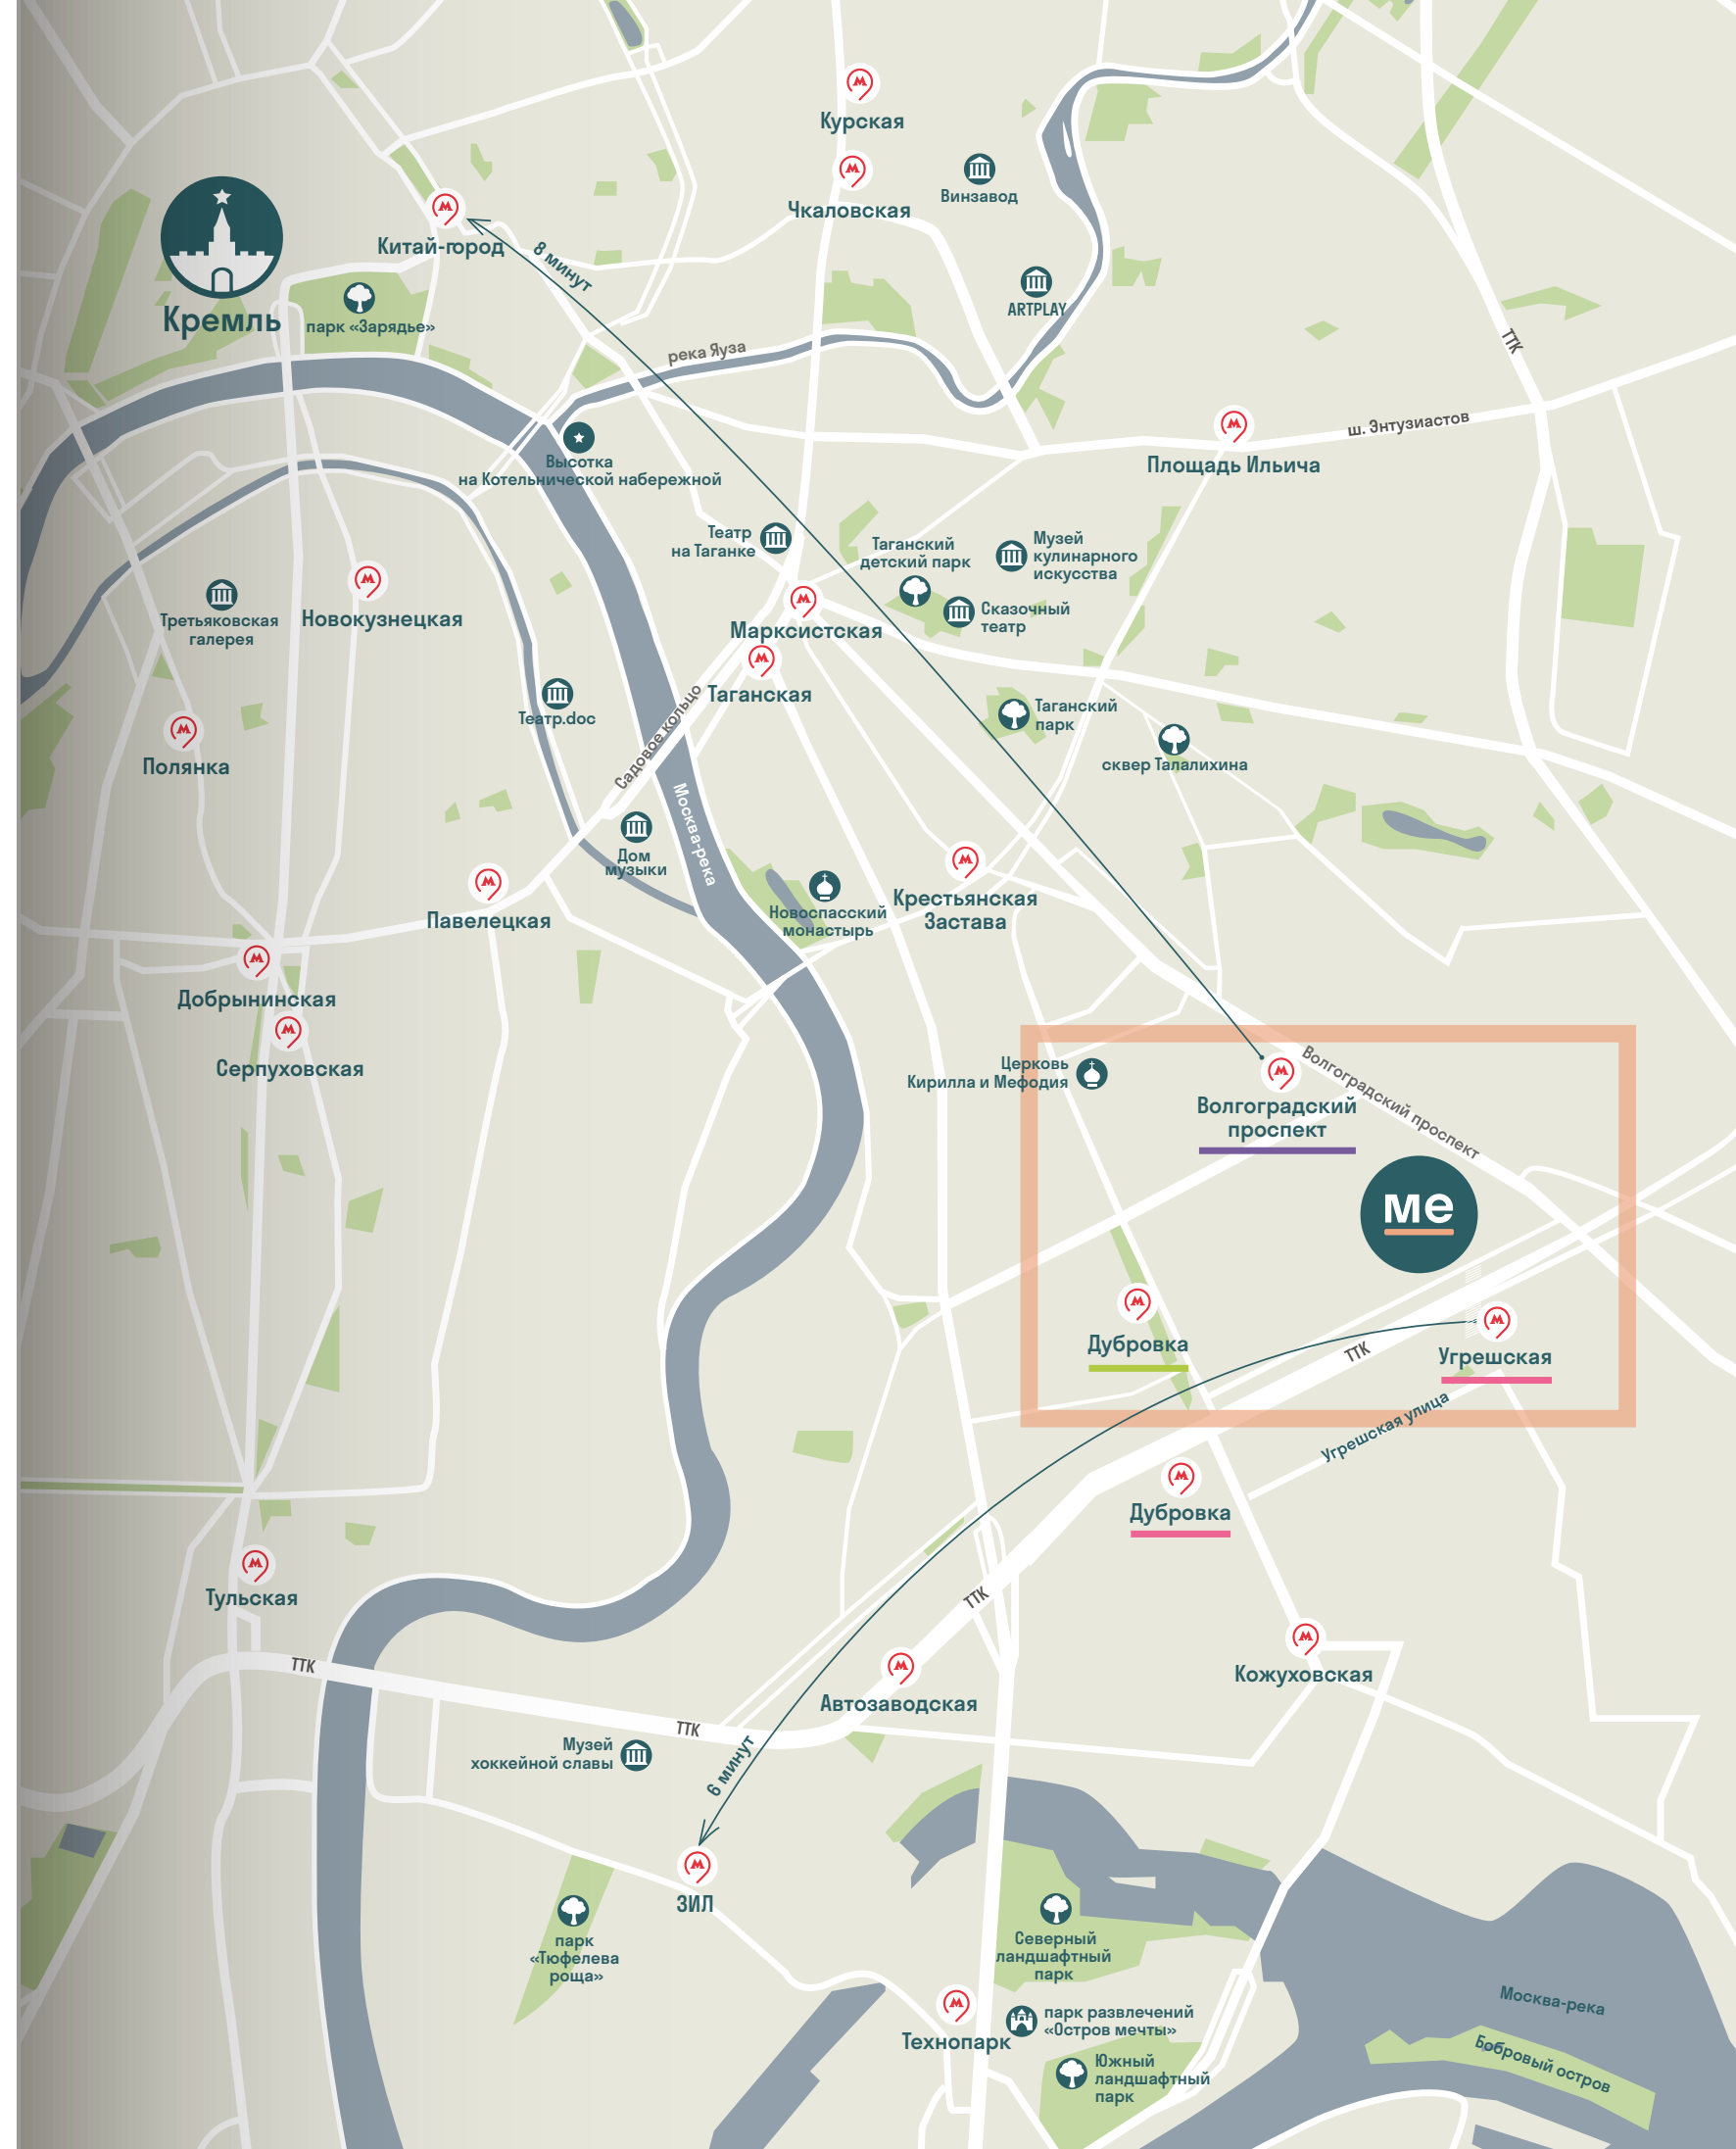 Курская
Чкаловская
Винзавод
Китай-город
8 минут
ARTPLAY
Кремль
парк «Зарядье»
река Яуза
ТТК
ш. Энтузиастов
Площадь Ильича
Высотка
на Котельнической набережной
Театр
на Таганке
Таганский
детский парк
Музей
кулинарного
искусства
Сказочный
театр
Третьяковская
галерея
Новокузнецкая
Марксистская
Таганская
Театр.doc
Садовое кольцо
Таганский
парк
сквер Талалихина
Полянка
Москва-река
Дом
музыки
Павелецкая
Новоспасский
монастырь
Крестьянская
Застава
Добрынинская
Серпуховская
Церковь
Кирилла и Мефодия
Волгоградский
проспект
Волгоградский проспект
ме
Дубровка
ТТК
Угрешская
Угрешская улица
Дубровка
Тульская
ТТК
ТТК
Кожуховская
Автозаводская
ТТК
Музей
хоккейной славы
6 минут
ЗИЛ
парк
«Тюфелева
роща»
Северный
ландшафтный
парк
Технопарк
парк развлечений
«Остров мечты»
Южный
ландшафтный
парк
Москва-река
Бобровый остров